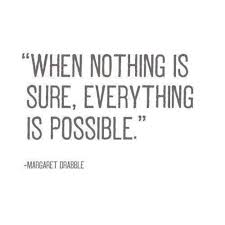 “WHEN NOTHING IS
SURE, EVERYTHING
IS POSSIBLE.”
-MARGARET DRABBLE